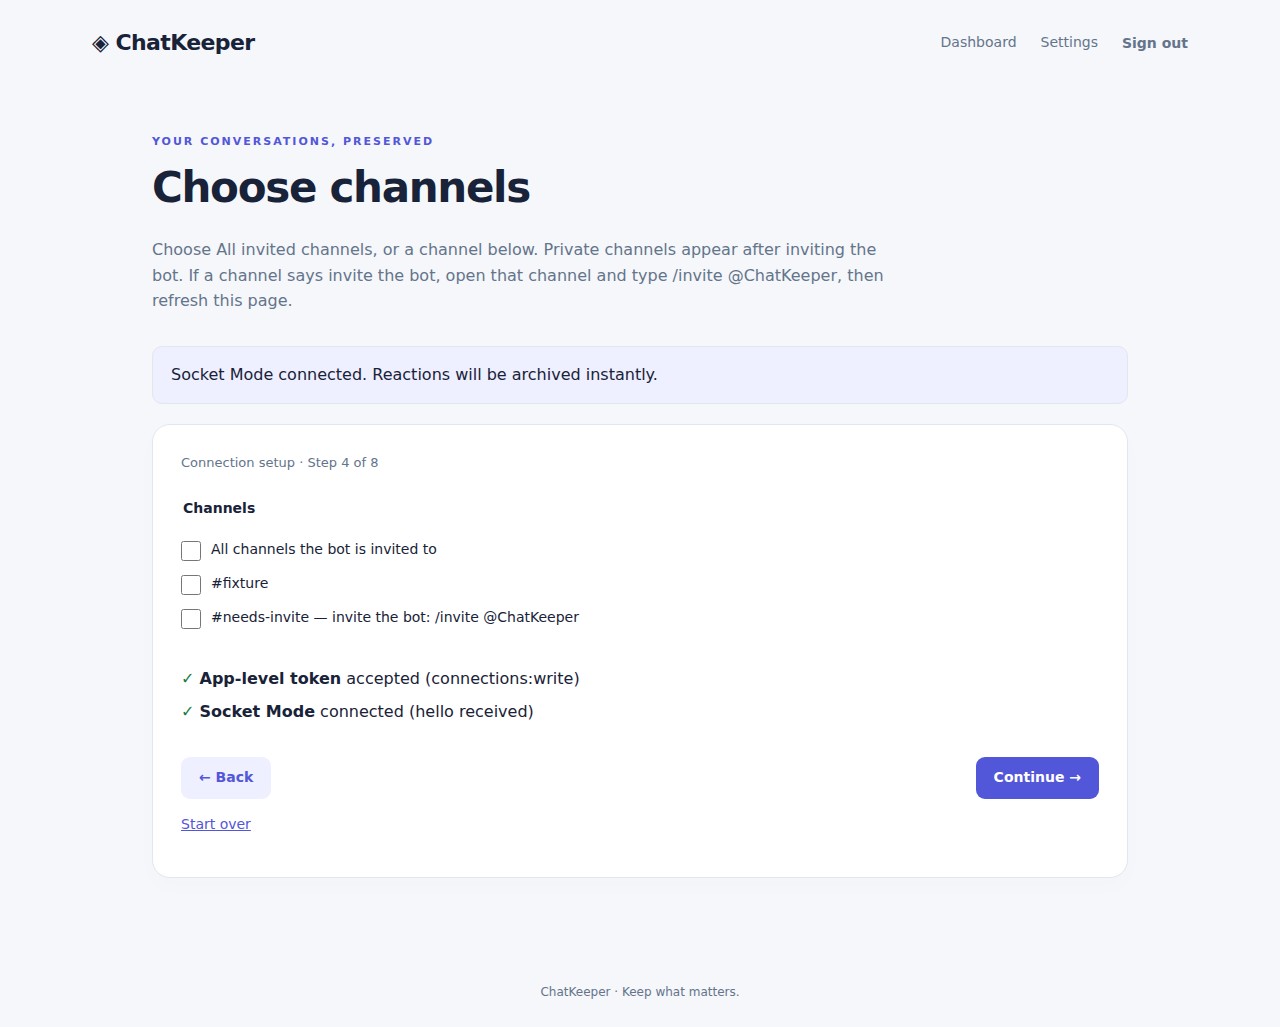 ◈ ChatKeeper
Dashboard Settings Sign out
YOUR CONVERSATIONS, PRESERVED
Choose channels
Choose All invited channels, or a channel below. Private channels appear after inviting the
bot. If a channel says invite the bot, open that channel and type /invite @ChatKeeper, then
refresh this page.
Socket Mode connected. Reactions will be archived instantly.
Connection setup · Step 4 of 8
Channels
All channels the bot is invited to
#fixture
#needs-invite — invite the bot: /invite @ChatKeeper
✓ App-level token accepted (connections:write)
✓ Socket Mode connected (hello received)
← Back
Continue →
Start over
ChatKeeper · Keep what matters.